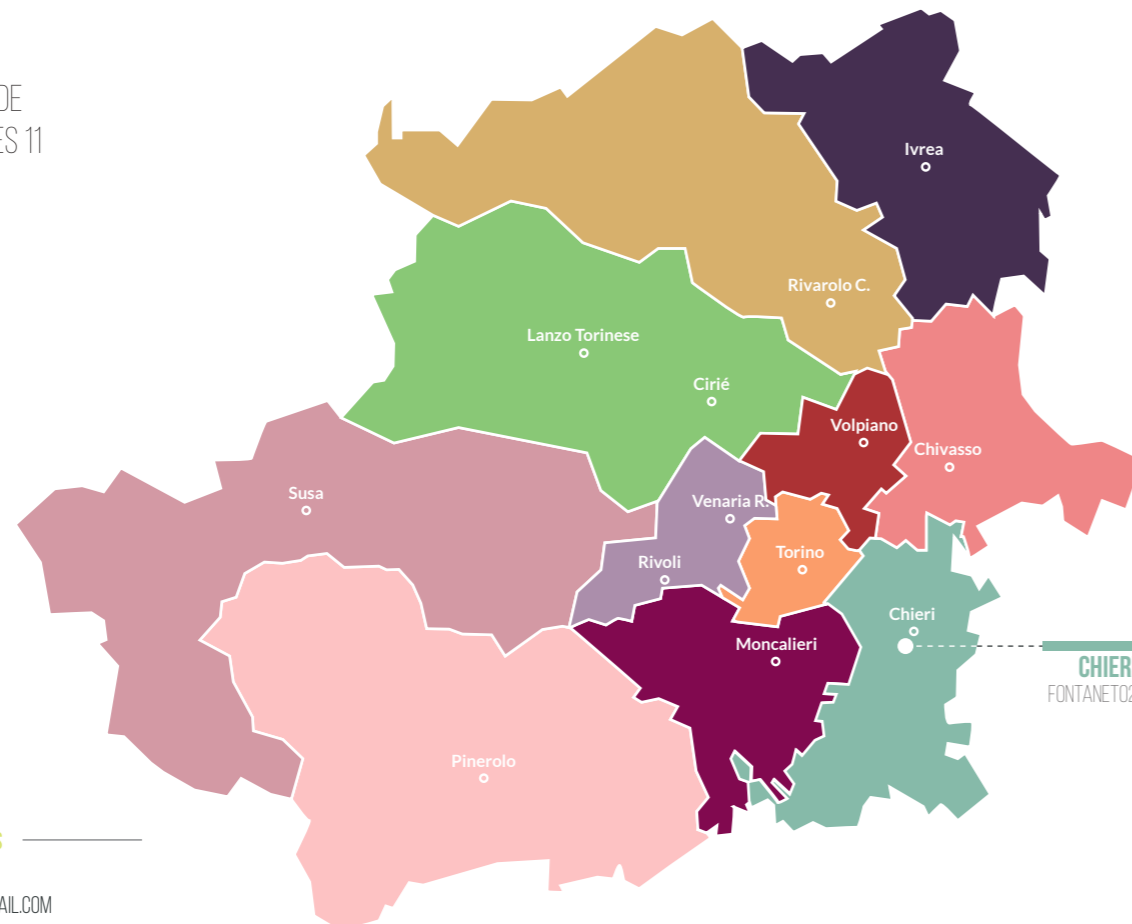 DE
ES 11
Ivrea
Rivarolo C.
Lanzo Torinese
Cirié
Volpiano
Chivasso
Susa
Venaria R.
Torino
Rivoli
Chieri
Moncalieri
CHIER
FONTANETO2
Pinerolo
S
AIL.COM